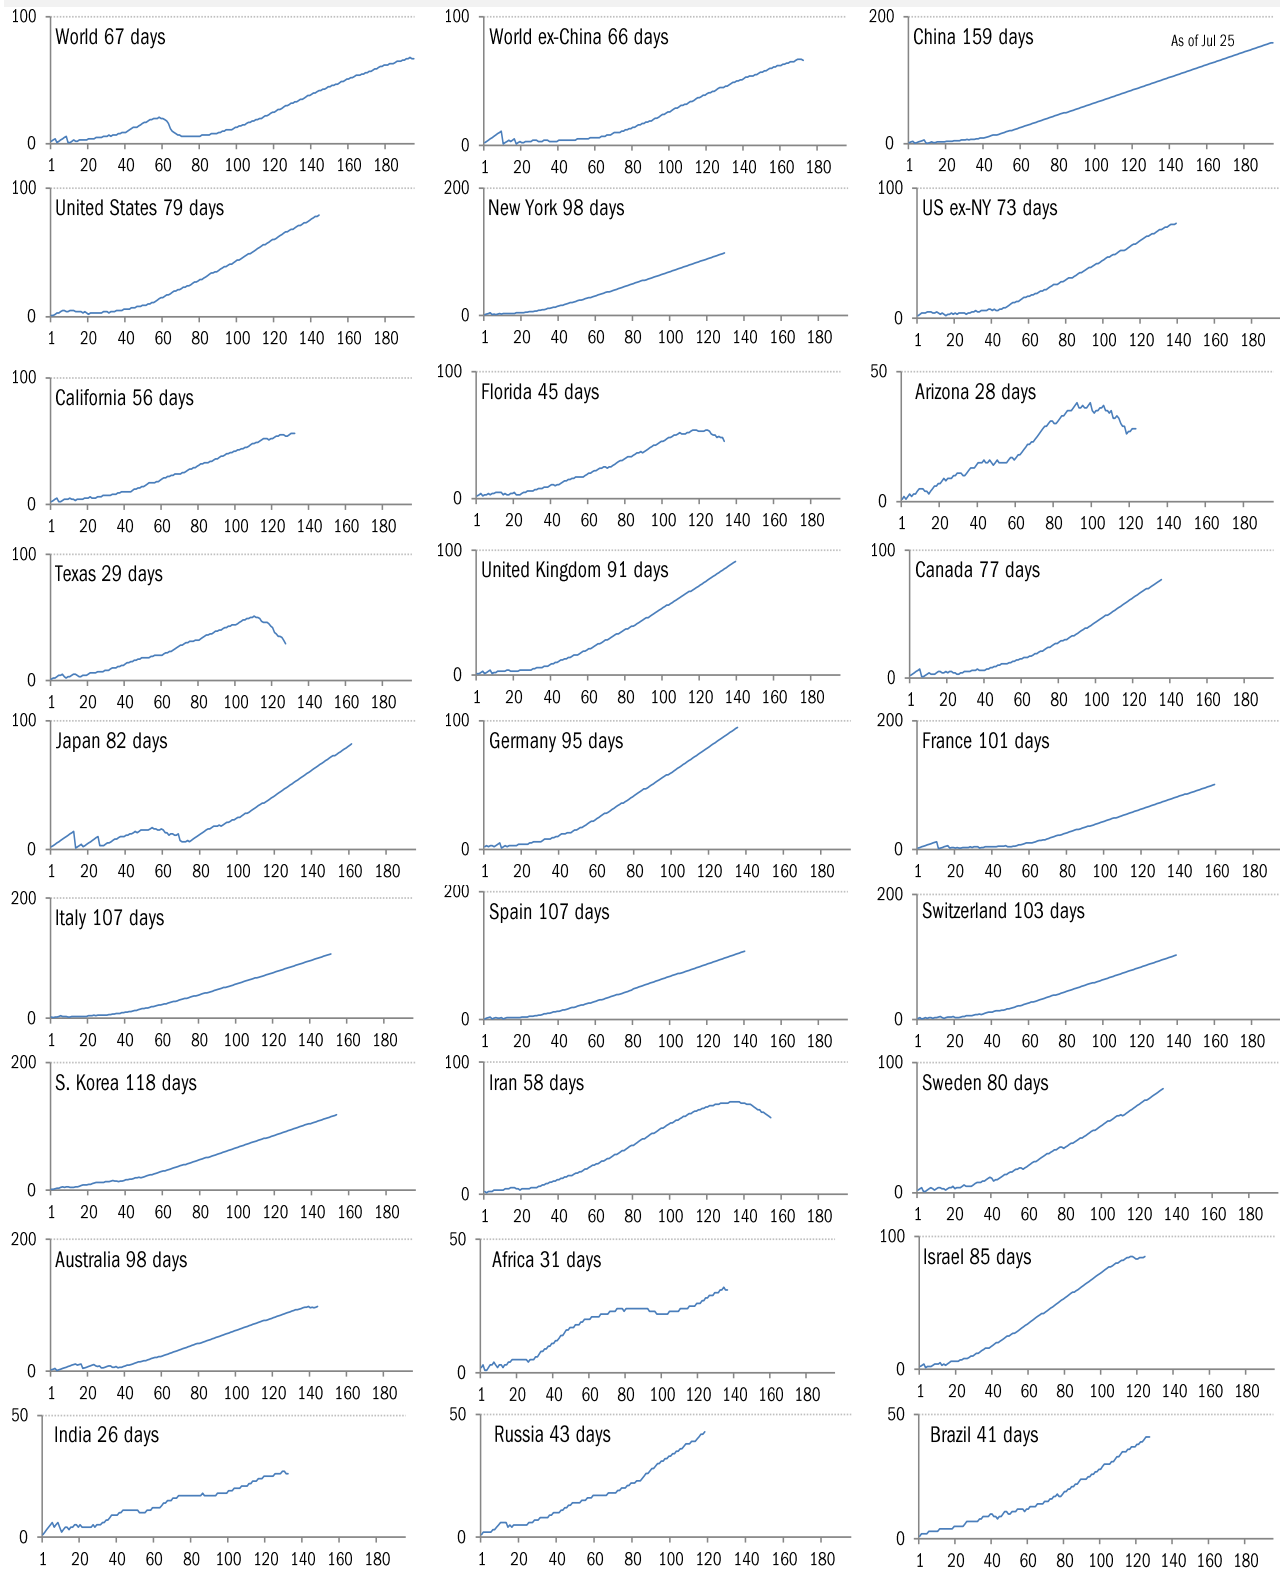 100
World 67 days
0
1 20 40 60 80 100 120 140 160 180
100
World ex-China 66 days
0
1 20 40 60 80 100 120 140 160 180
200
China 159 days
As of Jul 25
0
1 20 40 60 80 100 120 140 160 180
100
United States 79 days
0
1 20 40 60 80 100 120 140 160 180
200
New York 98 days
0
1 20 40 60 80 100 120 140 160 180
100
US ex-NY 73 days
0
1 20 40 60 80 100 120 140 160 180
100
California 56 days
0
1 20 40 60 80 100 120 140 160 180
100
Florida 45 days
0
1 20 40 60 80 100 120 140 160 180
50
Arizona 28 days
0
1 20 40 60 80 100 120 140 160 180
100
Texas 29 days
0
1 20 40 60 80 100 120 140 160 180
100
United Kingdom 91 days
0
1 20 40 60 80 100 120 140 160 180
100
Canada 77 days
0
1 20 40 60 80 100 120 140 160 180
100
Japan 82 days
0
1 20 40 60 80 100 120 140 160 180
100
Germany 95 days
0
1 20 40 60 80 100 120 140 160 180
200
France 101 days
0
1 20 40 60 80 100 120 140 160 180
200
Italy 107 days
0
1 20 40 60 80 100 120 140 160 180
200
Spain 107 days
0
1 20 40 60 80 100 120 140 160 180
200
Switzerland 103 days
0
1 20 40 60 80 100 120 140 160 180
200
S. Korea 118 days
0
1 20 40 60 80 100 120 140 160 180
100
Iran 58 days
0
1 20 40 60 80 100 120 140 160 180
100
Sweden 80 days
0
1 20 40 60 80 100 120 140 160 180
200
Australia 98 days
0
1 20 40 60 80 100 120 140 160 180
50
Africa 31 days
0
1 20 40 60 80 100 120 140 160 180
100
Israel 85 days
0
1 20 40 60 80 100 120 140 160 180
50
India 26 days
0
1 20 40 60 80 100 120 140 160 180
50
Russia 43 days
0
1 20 40 60 80 100 120 140 160 180
50
Brazil 41 days
0
1 20 40 60 80 100 120 140 160 180